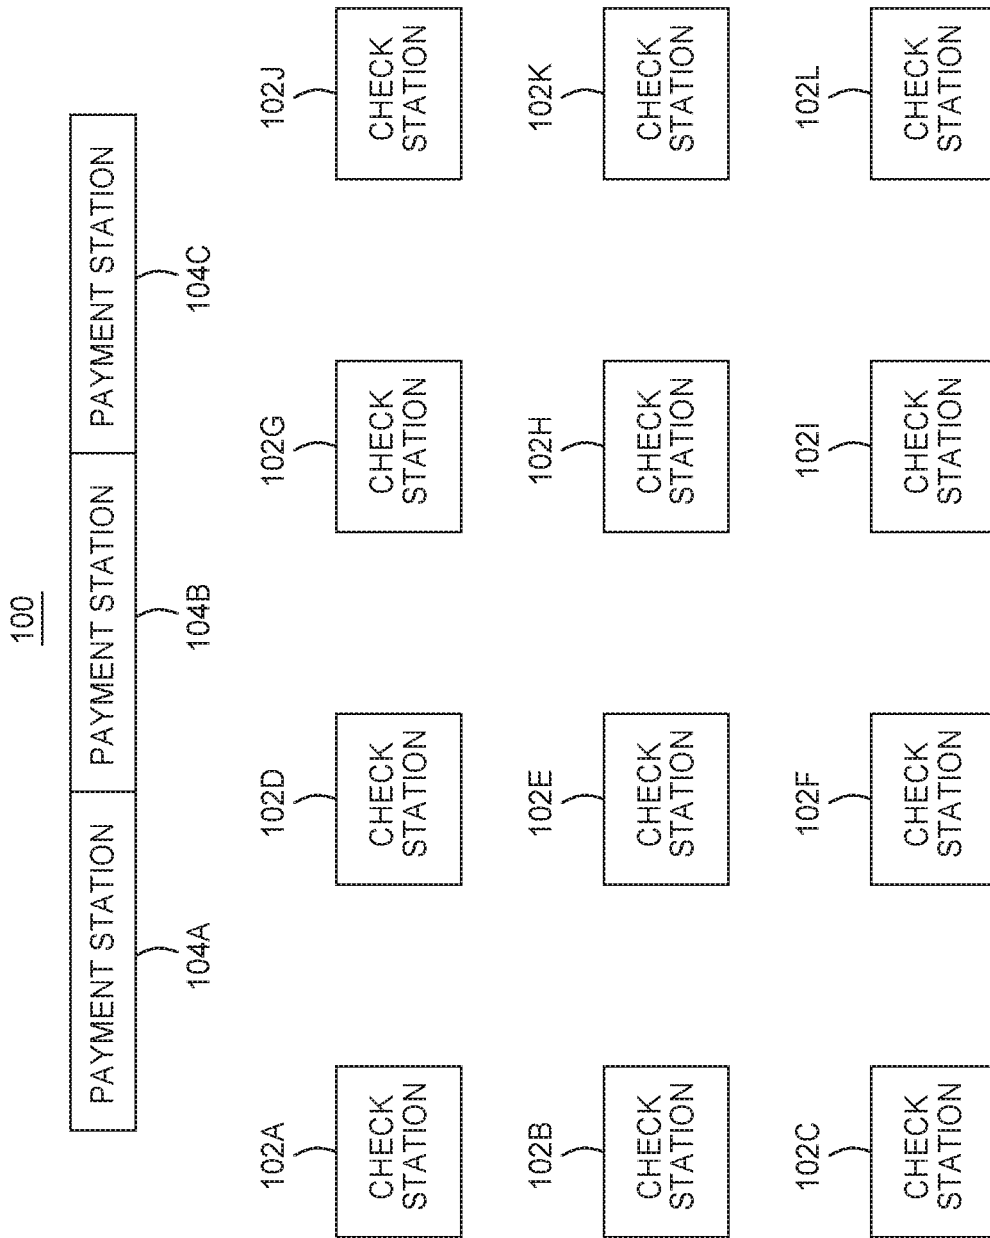 100
PAYMENT STATION
PAYMENT STATION
PAYMENT STATION
104A
104B
104C
102A
102D
102G
102J
CHECK
STATION
CHECK
STATION
CHECK
STATION
CHECK
STATION
102B
102E
102H
102K
CHECK
STATION
CHECK
STATION
CHECK
STATION
CHECK
STATION
102C
102F
102I
102L
CHECK
STATION
CHECK
STATION
CHECK
STATION
CHECK
STATION